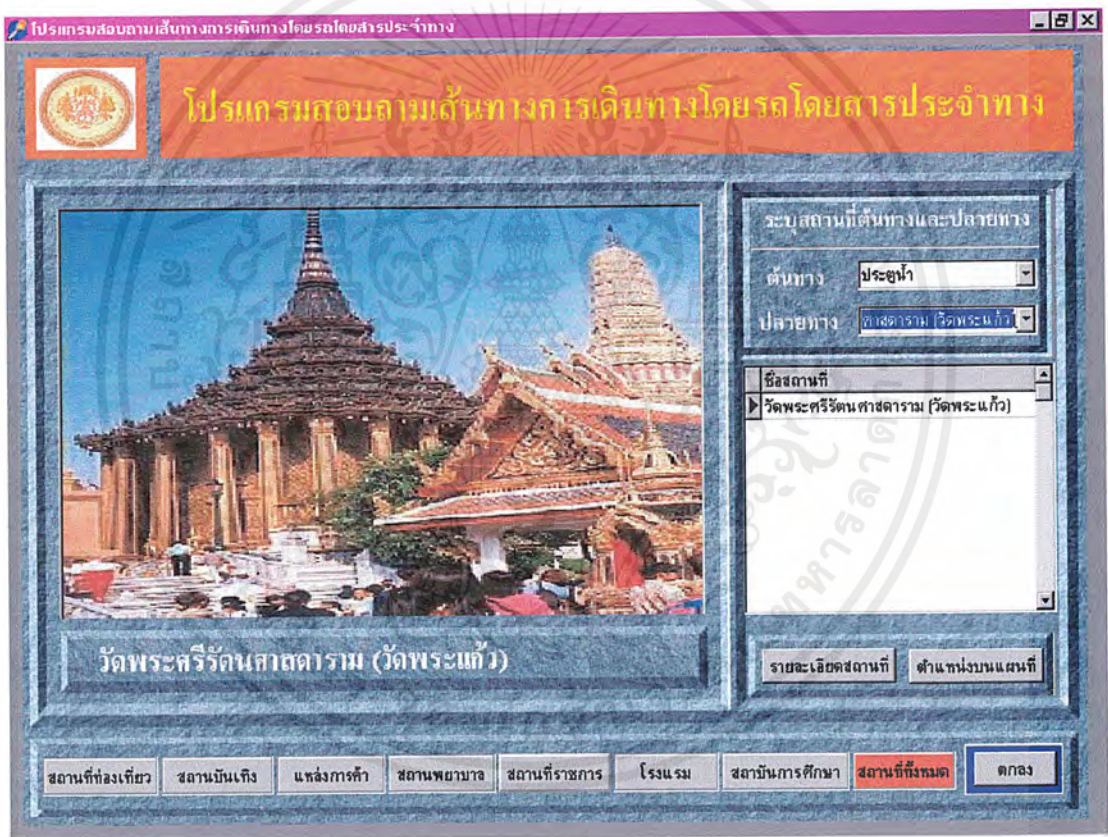 โปรแกรมสอบถามเส้นทางการเดินทางโดยรถโดยสารประจำทาง
โปรแกรมสอบถามเส้นทางการเดินทางโดยรถโดยสารประจำทาง
ระบุสถานที่ต้นทางและปลายทาง
ต้นทาง ประตูน้ำ
ปลายทาง ศาสดาราม (วัดพระแก้ว)
ชื่อสถานที่
วัดพระศรีรัตนศาสดาราม (วัดพระแก้ว)
วัดพระศรีรัตนศาสดาราม (วัดพระแก้ว)
รายละเอียดสถานที่ ตำแหน่งบนแผนที่
สถานที่ท่องเที่ยว สถานบันเทิง แหล่งการค้า สถานพยาบาล สถานที่ราชการ โรงแรม สถาบันการศึกษา สถานที่ทั้งหมด ตกลง